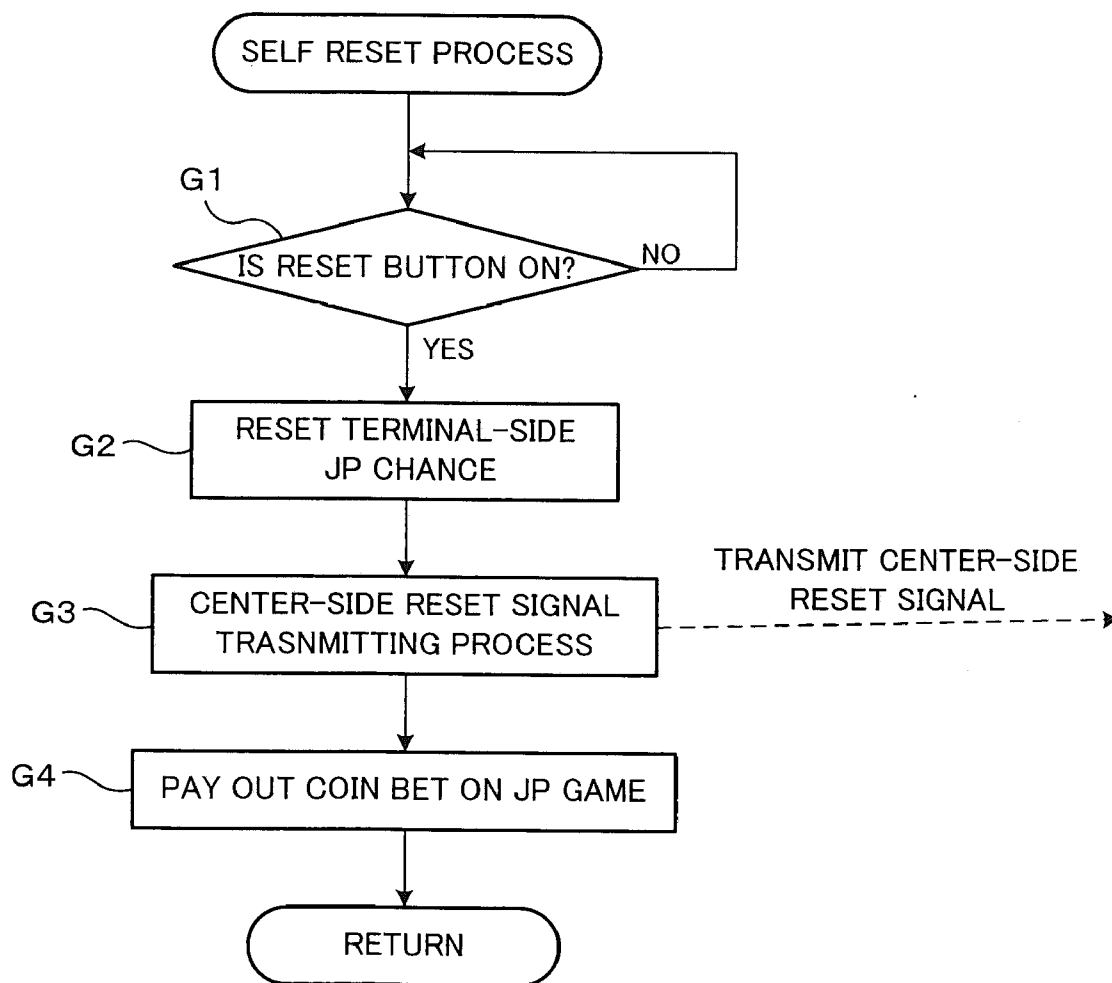 SELF RESET PROCESS
G1
IS RESET BUTTON ON?
NO
YES
G2
RESET TERMINAL-SIDE
JP CHANCE
G3
CENTER-SIDE RESET SIGNAL
TRASNMITTING PROCESS
TRANSMIT CENTER-SIDE
RESET SIGNAL
G4
PAY OUT COIN BET ON JP GAME
RETURN